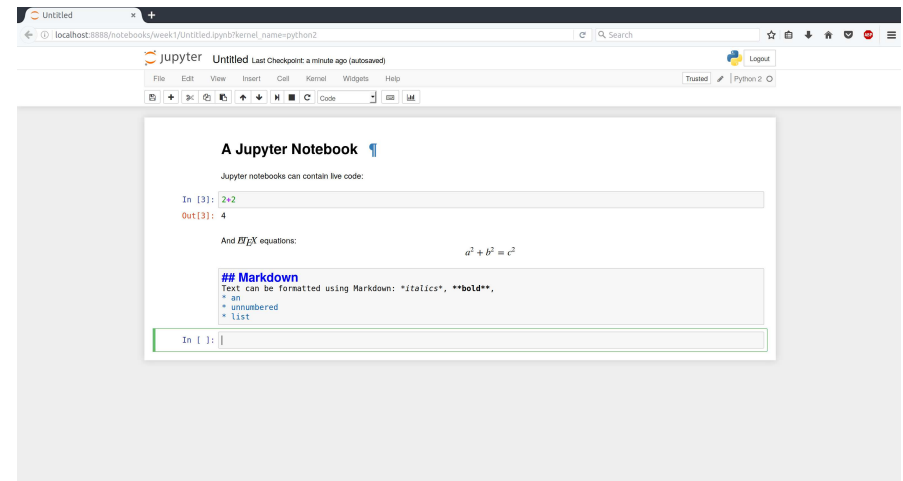 Untitled
localhost:8888/notebooks/week1/Untitled.ipynb?kernel_name=python2
Search
jupyter Untitled Last Checkpoint: a minute ago (autosaved)
Logout
File Edit View Insert Cell Kernel Widgets Help
Trusted Python 2
Code
A Jupyter Notebook ¶
Jupyter notebooks can contain live code:
In [3]: 2+2
Out[3]: 4
And LATEX equations:
a² + b² = c²
## Markdown
Text can be formatted using Markdown: *italics*, **bold**,
* an
* unnumbered
* list
In [ ]: